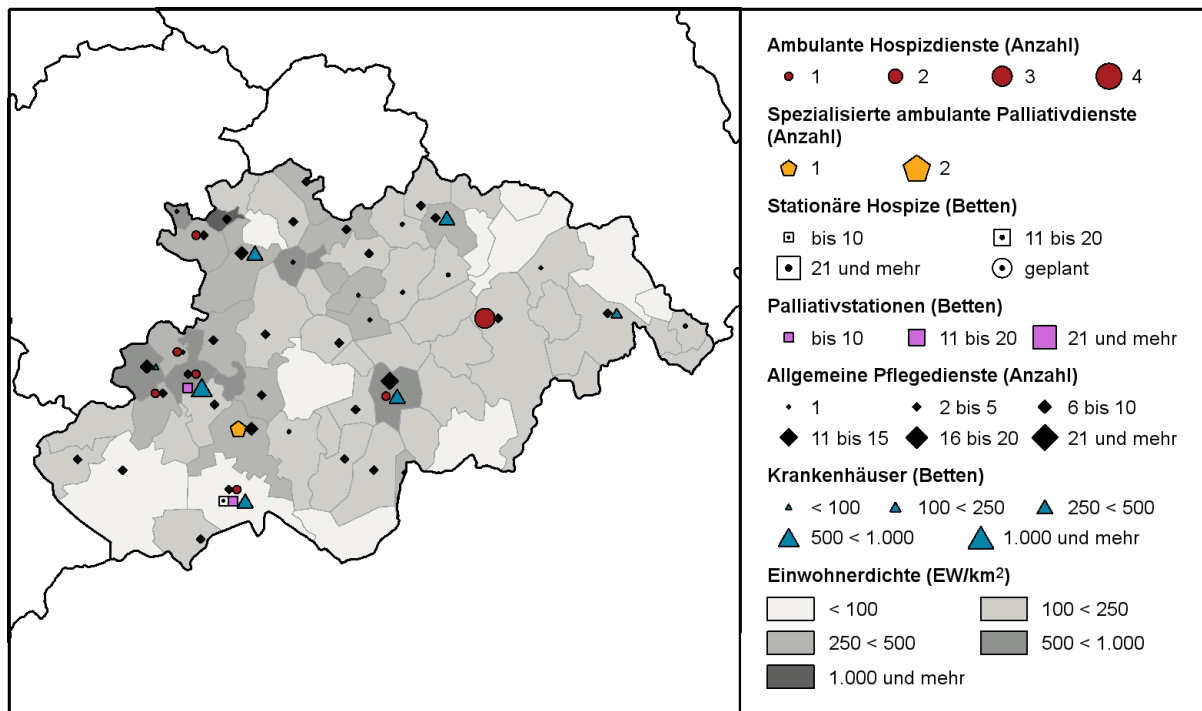 Ambulante Hospizdienste (Anzahl)
1 2 3 4
Spezialisierte ambulante Palliativdienste
(Anzahl)
1 2
Stationäre Hospize (Betten)
bis 10 11 bis 20
21 und mehr geplant
Palliativstationen (Betten)
bis 10 11 bis 20 21 und mehr
Allgemeine Pflegedienste (Anzahl)
1 2 bis 5 6 bis 10
11 bis 15 16 bis 20 21 und mehr
Krankenhäuser (Betten)
< 100 100 < 250 250 < 500
500 < 1.000 1.000 und mehr
Einwohnerdichte (EW/km²)
< 100 100 < 250
250 < 500 500 < 1.000
1.000 und mehr